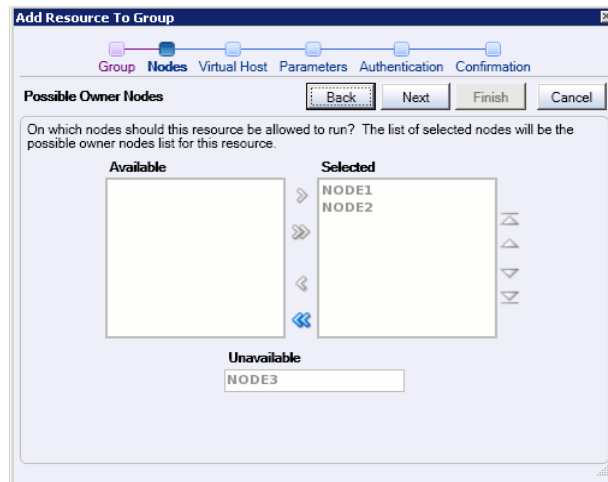 Add Resource To Group
Group Nodes Virtual Host Parameters Authentication Confirmation
Possible Owner Nodes Back Next Finish Cancel
On which nodes should this resource be allowed to run? The list of selected nodes will be the
possible owner nodes list for this resource.
Available Selected
NODE1
NODE2
Unavailable
NODE3